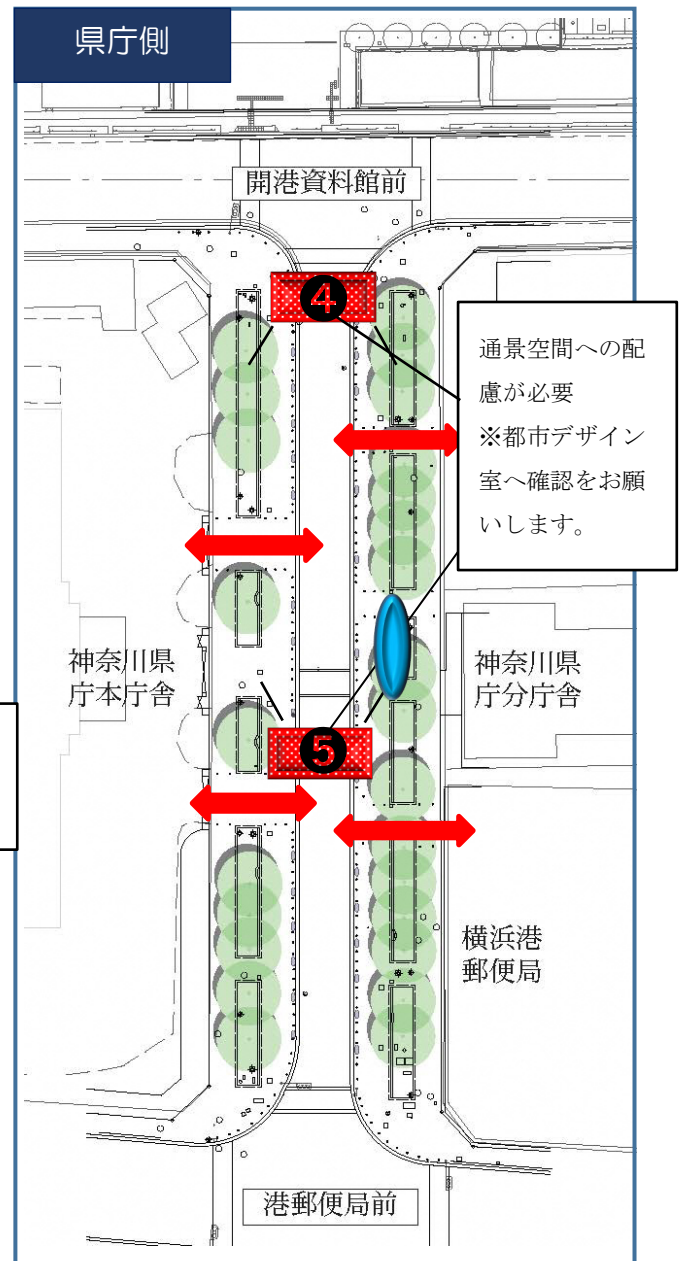 県庁側
開港資料館前
❹
通景空間への配
慮が必要
※都市デザイン
室へ確認をお願
いします。
神奈川県
庁本庁舎
神奈川県
庁分庁舎
❺
横浜港
郵便局
港郵便局前